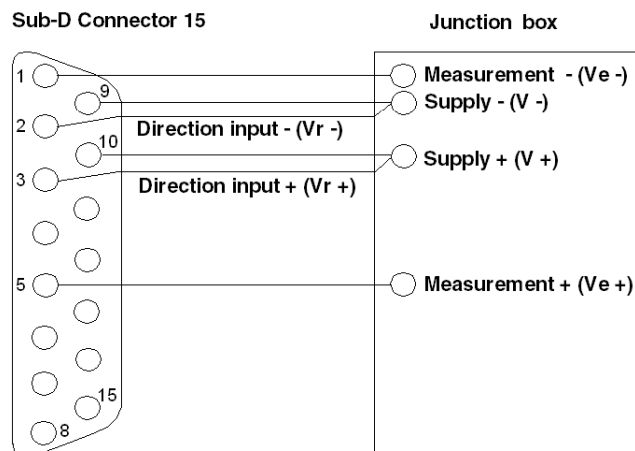 Sub-D Connector 15
Junction box
1
Measurement - (Ve -)
9
Supply - (V -)
2
Direction input - (Vr -)
10
Supply + (V +)
3
Direction input + (Vr +)
5
Measurement + (Ve +)
15
8